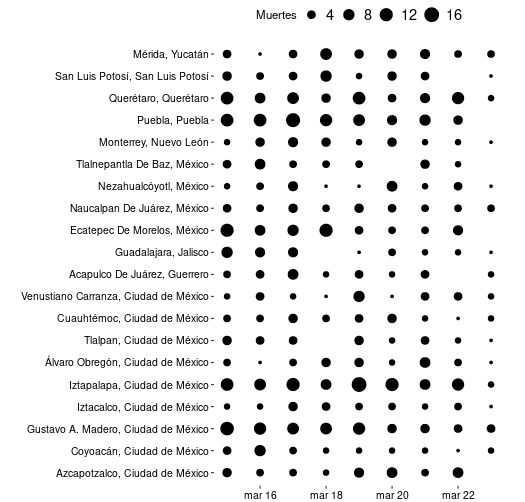 Muertes 4 8 12 16
Mérida, Yucatán
San Luis Potosí, San Luis Potosí
Querétaro, Querétaro
Puebla, Puebla
Monterrey, Nuevo León
Tlalnepantla De Baz, México
Nezahualcóyotl, México
Naucalpan De Juárez, México
Ecatepec De Morelos, México
Guadalajara, Jalisco
Acapulco De Juárez, Guerrero
Venustiano Carranza, Ciudad de México
Cuauhtémoc, Ciudad de México
Tlalpan, Ciudad de México
Álvaro Obregón, Ciudad de México
Iztapalapa, Ciudad de México
Iztacalco, Ciudad de México
Gustavo A. Madero, Ciudad de México
Coyoacán, Ciudad de México
Azcapotzalco, Ciudad de México
mar 16 mar 18 mar 20 mar 22